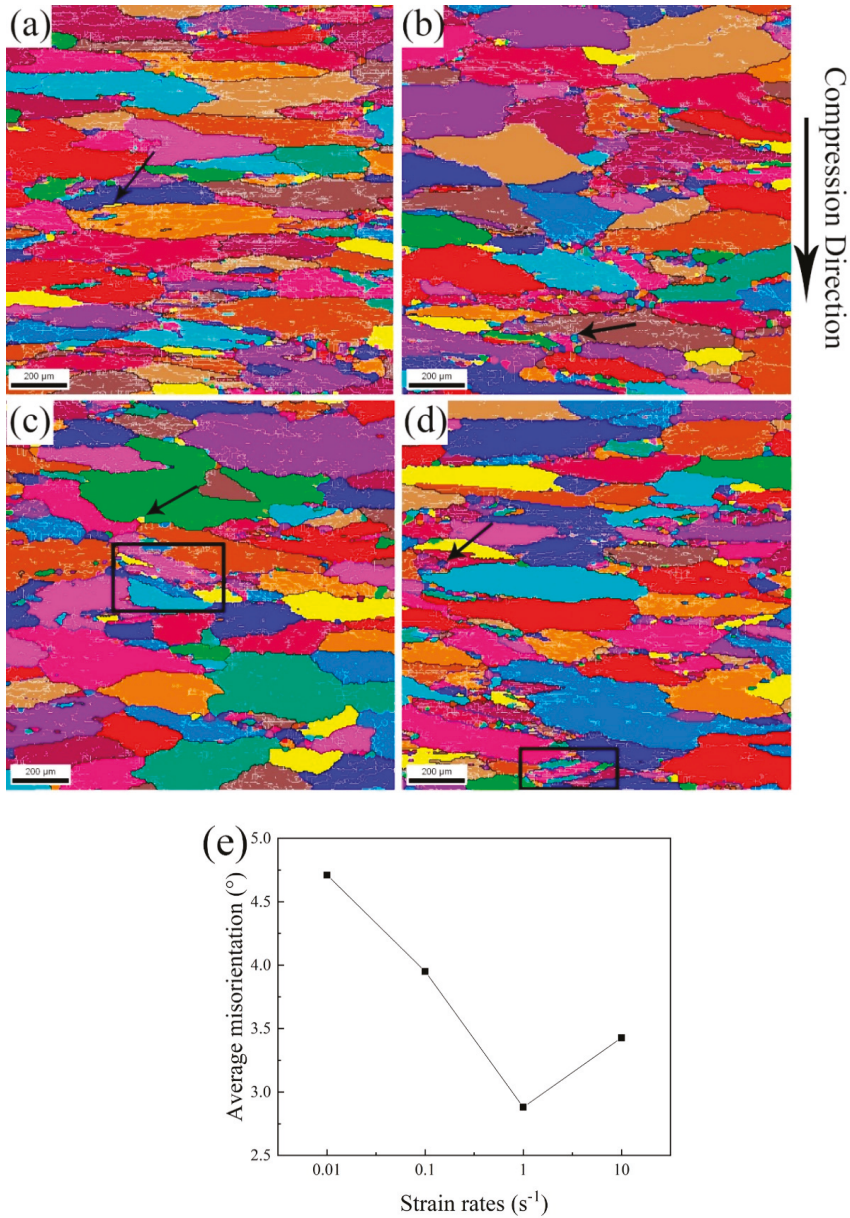 (a)
(b)
Compression Direction
200 μm
200 μm
(c)
(d)
200 μm
200 μm
(e)
5.0
4.5
4.0
3.5
3.0
2.5
Average misorientation (°)
0.01 0.1 1 10
Strain rates (s⁻¹)